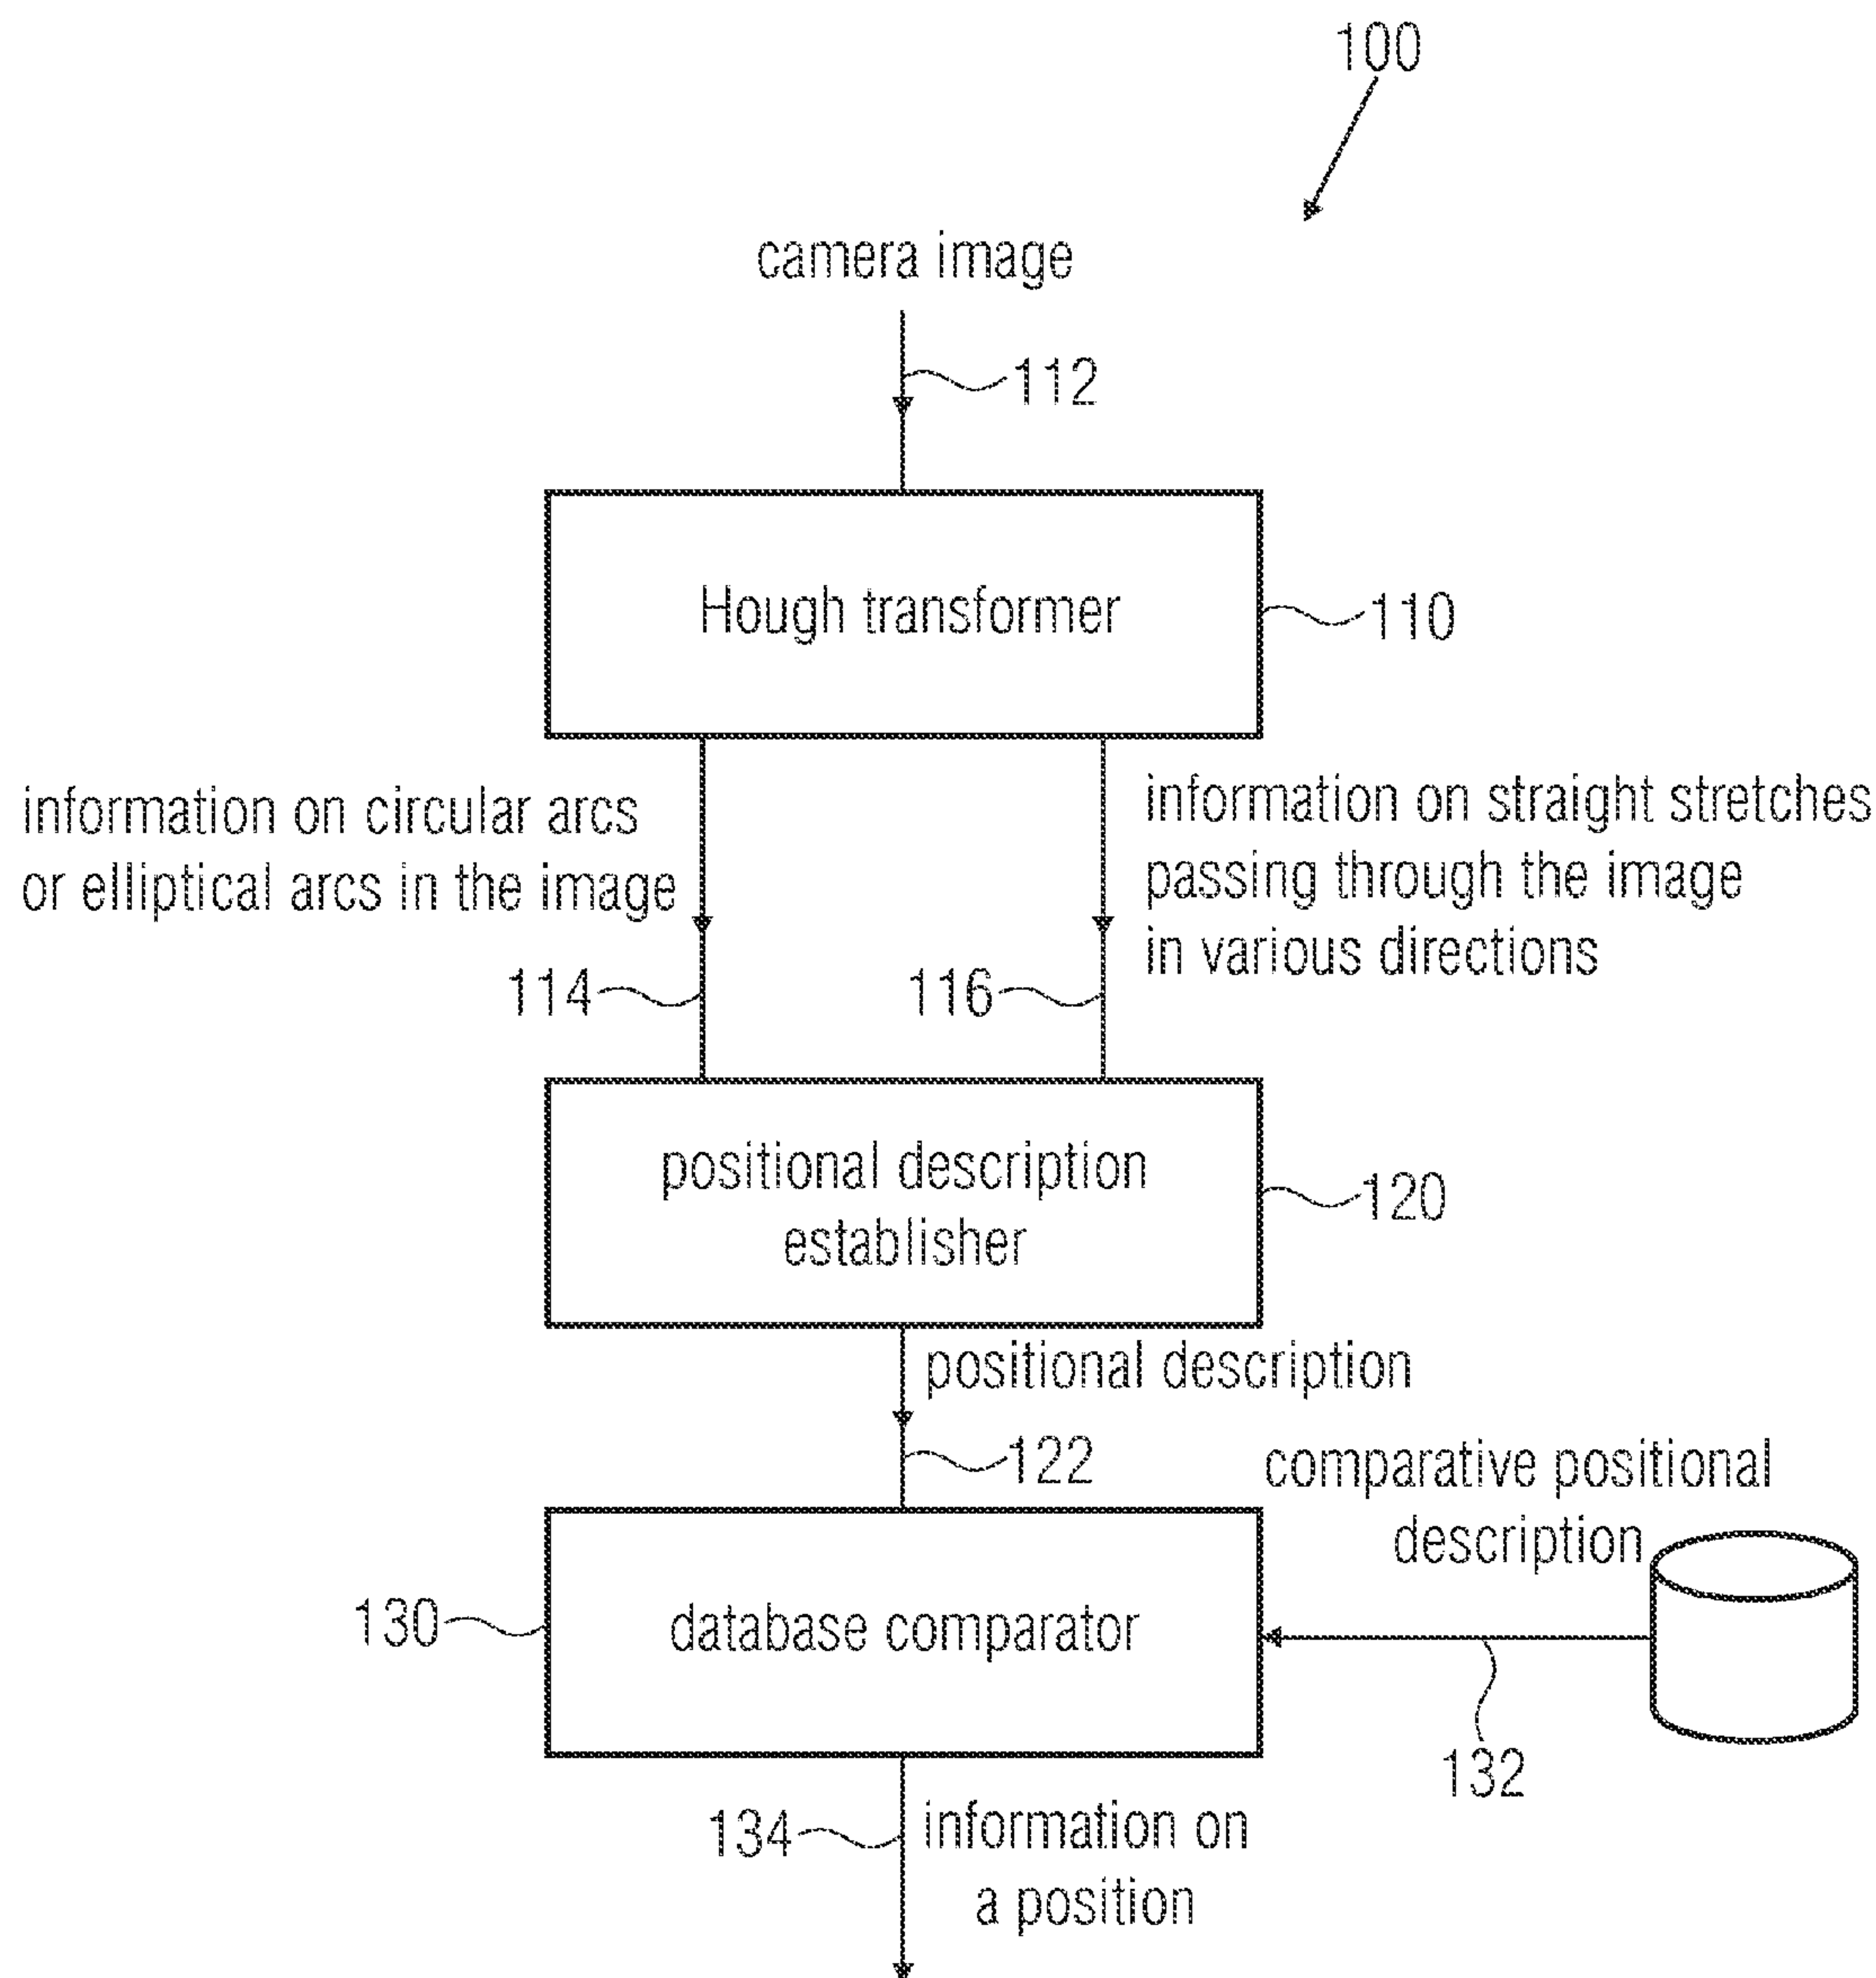 100
camera image
112
Hough transformer
110
information on circular arcs
or elliptical arcs in the image
information on straight stretches
passing through the image
in various directions
114
116
positional description
establisher
120
positional description
122
comparative positional
description
130
database comparator
132
134
information on
a position